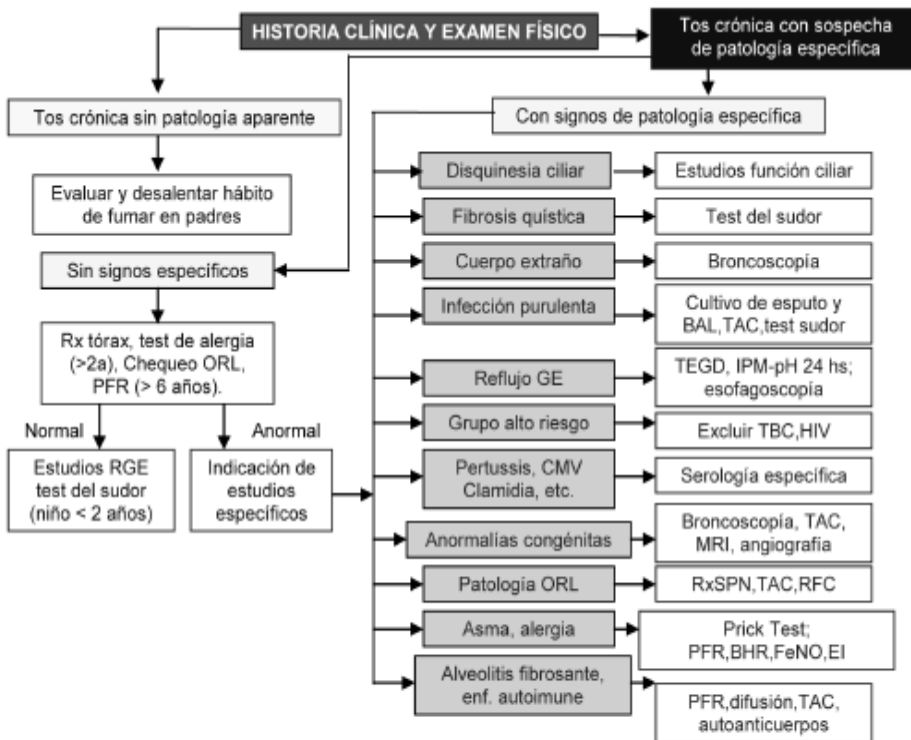 HISTORIA CLÍNICA Y EXAMEN FÍSICO
Tos crónica con sospecha
de patología específica
Tos crónica sin patología aparente
Evaluar y desalentar hábito
de fumar en padres
Sin signos específicos
Rx tórax, test de alergia
(>2a), Chequeo ORL,
PFR (> 6 años).
Normal
Anormal
Estudios RGE
test del sudor
(niño < 2 años)
Indicación de
estudios
específicos
Con signos de patología específica
Disquinesia ciliar
Estudios función ciliar
Fibrosis quística
Test del sudor
Cuerpo extraño
Broncoscopía
Infección purulenta
Cultivo de esputo y
BAL,TAC,test sudor
Reflujo GE
TEGD, IPM-pH 24 hs;
esofagoscopía
Grupo alto riesgo
Excluir TBC,HIV
Pertussis, CMV
Clamidia, etc.
Serología específica
Anormalías congénitas
Broncoscopía, TAC,
MRI, angiografía
Patología ORL
RxSPN,TAC,RFC
Asma, alergia
Prick Test;
PFR,BHR,FeNO,EI
Alveolitis fibrosante,
enf. autoimune
PFR,difusión,TAC,
autoanticuerpos